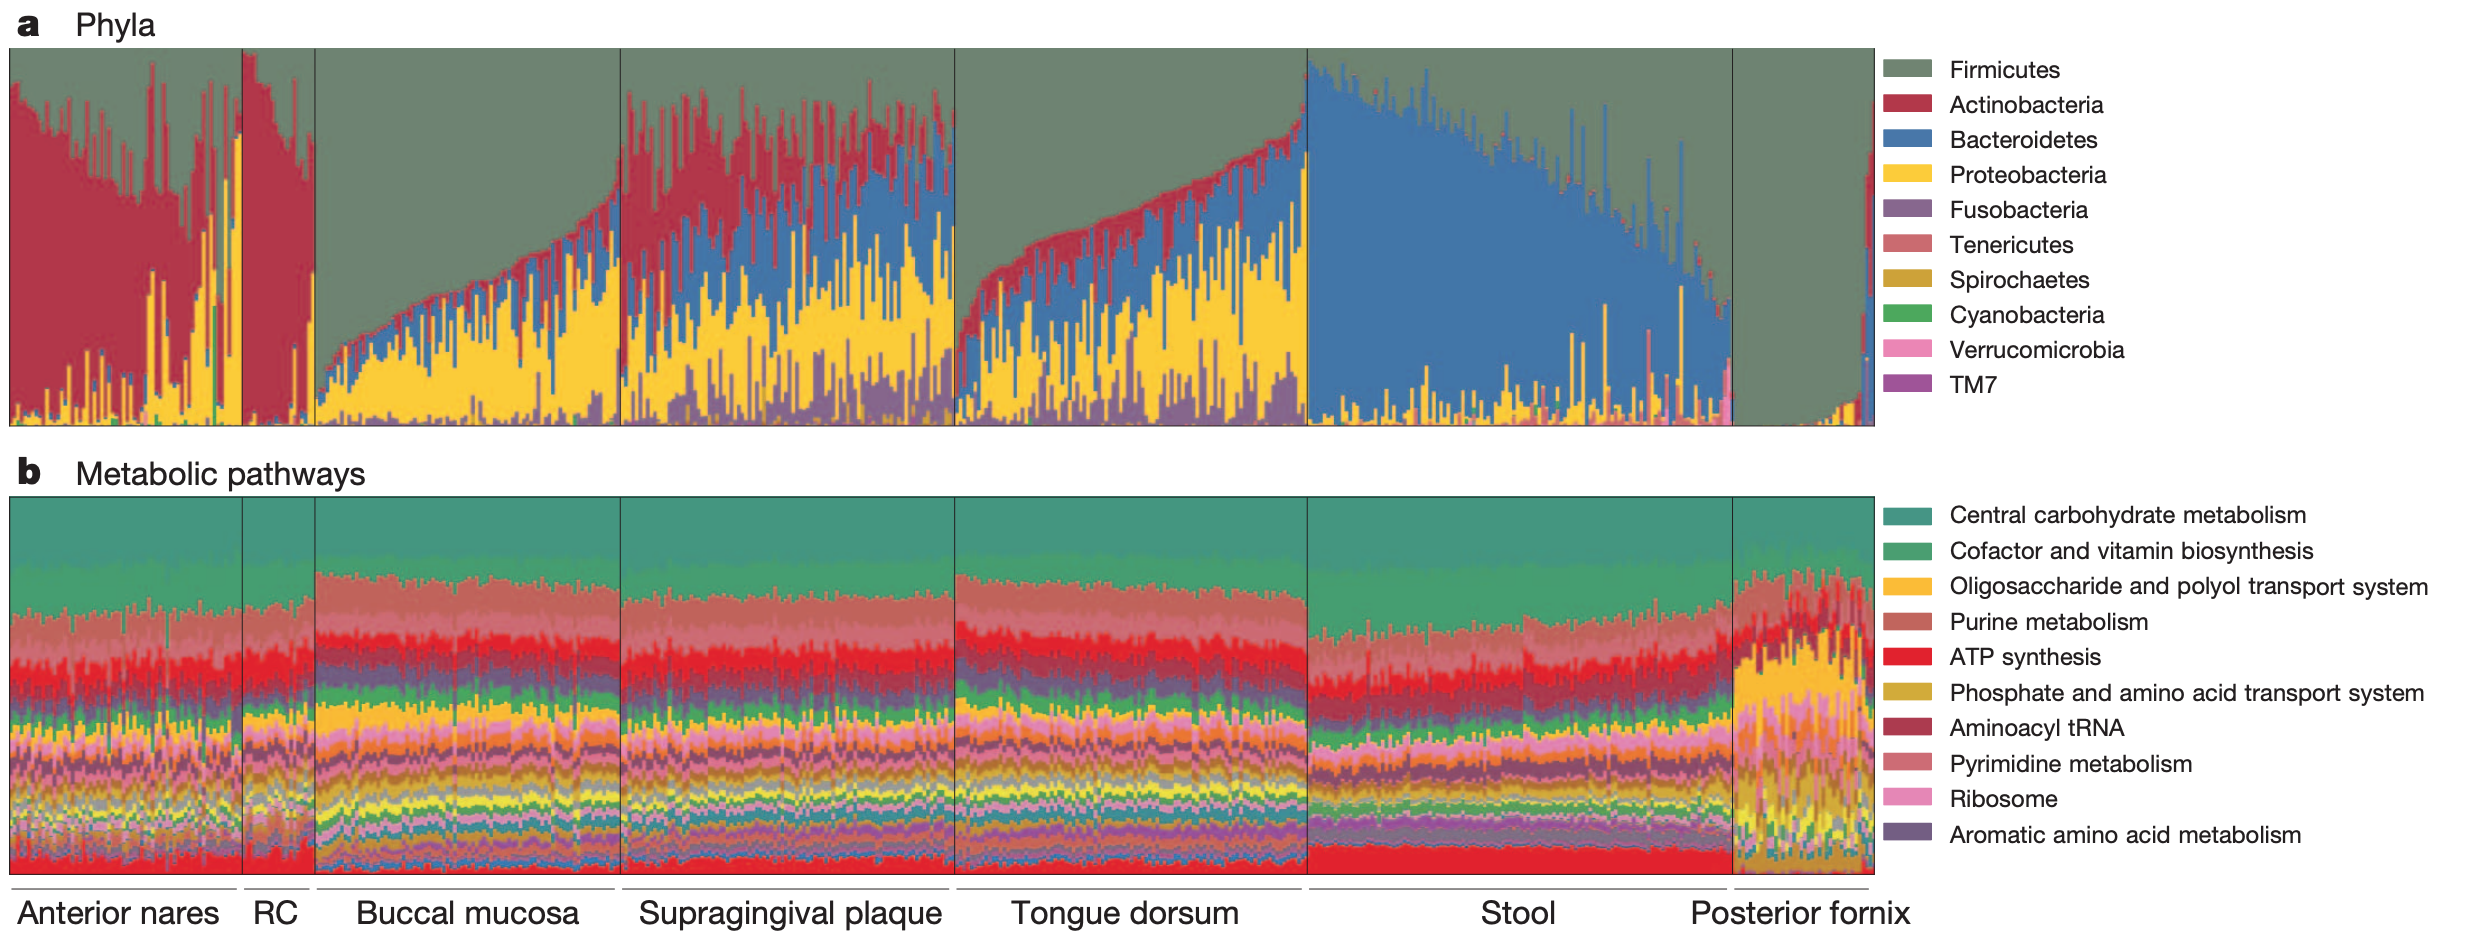 a Phyla
Firmicutes
Actinobacteria
Bacteroidetes
Proteobacteria
Fusobacteria
Tenericutes
Spirochaetes
Cyanobacteria
Verrucomicrobia
TM7
b Metabolic pathways
Central carbohydrate metabolism
Cofactor and vitamin biosynthesis
Oligosaccharide and polyol transport system
Purine metabolism
ATP synthesis
Phosphate and amino acid transport system
Aminoacyl tRNA
Pyrimidine metabolism
Ribosome
Aromatic amino acid metabolism
Anterior nares RC Buccal mucosa Supragingival plaque Tongue dorsum Stool Posterior fornix